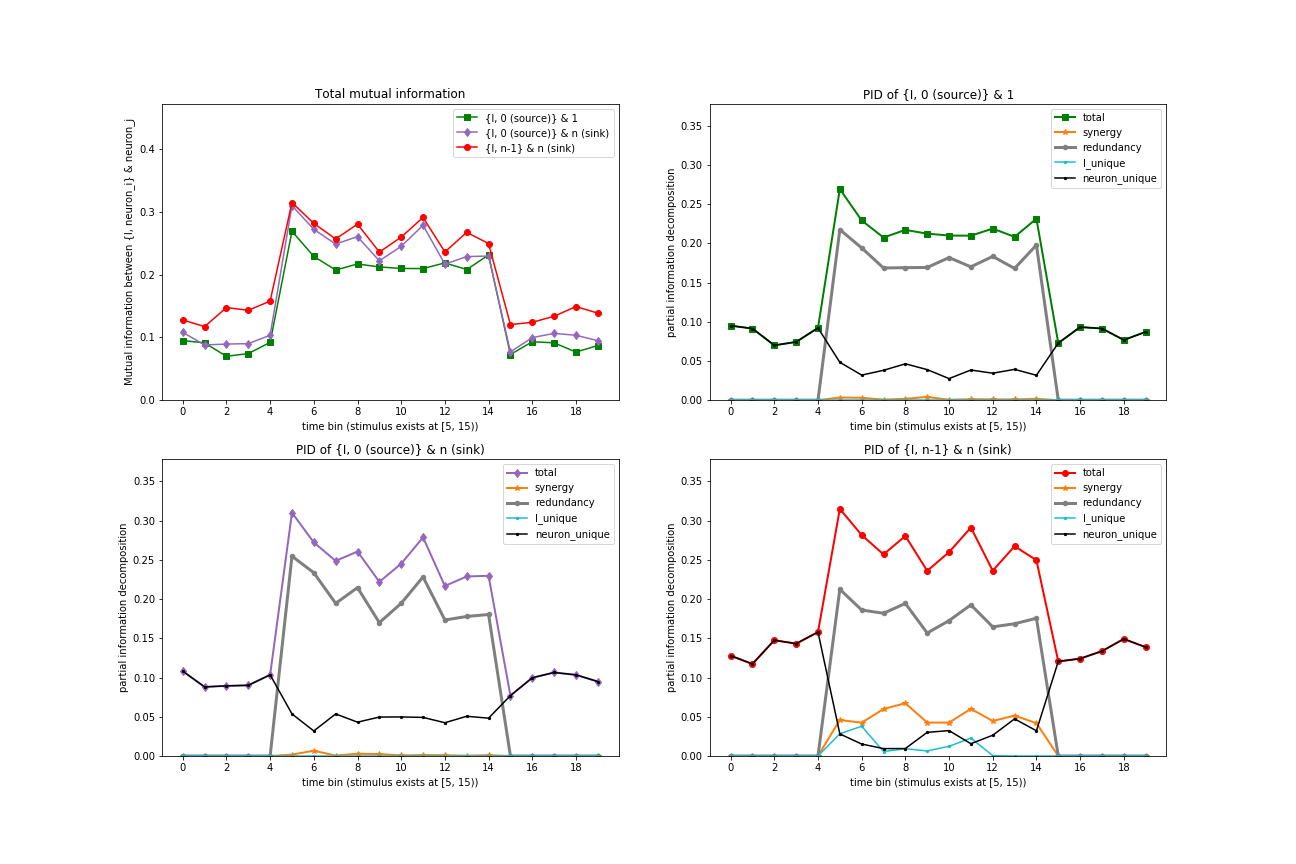 Total mutual information
Mutual information between {I, neuron_i} & neuron_j
0.4
0.3
0.2
0.1
0.0
{I, 0 (source)} & 1
{I, 0 (source)} & n (sink)
{I, n-1} & n (sink)
0 2 4 6 8 10 12 14 16 18
time bin (stimulus exists at [5, 15))
PID of {I, 0 (source)} & 1
partial information decomposition
0.35
0.30
0.25
0.20
0.15
0.10
0.05
0.00
total
synergy
redundancy
I_unique
neuron_unique
0 2 4 6 8 10 12 14 16 18
time bin (stimulus exists at [5, 15))
PID of {I, 0 (source)} & n (sink)
partial information decomposition
0.35
0.30
0.25
0.20
0.15
0.10
0.05
0.00
total
synergy
redundancy
I_unique
neuron_unique
0 2 4 6 8 10 12 14 16 18
time bin (stimulus exists at [5, 15))
PID of {I, n-1} & n (sink)
partial information decomposition
0.35
0.30
0.25
0.20
0.15
0.10
0.05
0.00
total
synergy
redundancy
I_unique
neuron_unique
0 2 4 6 8 10 12 14 16 18
time bin (stimulus exists at [5, 15))